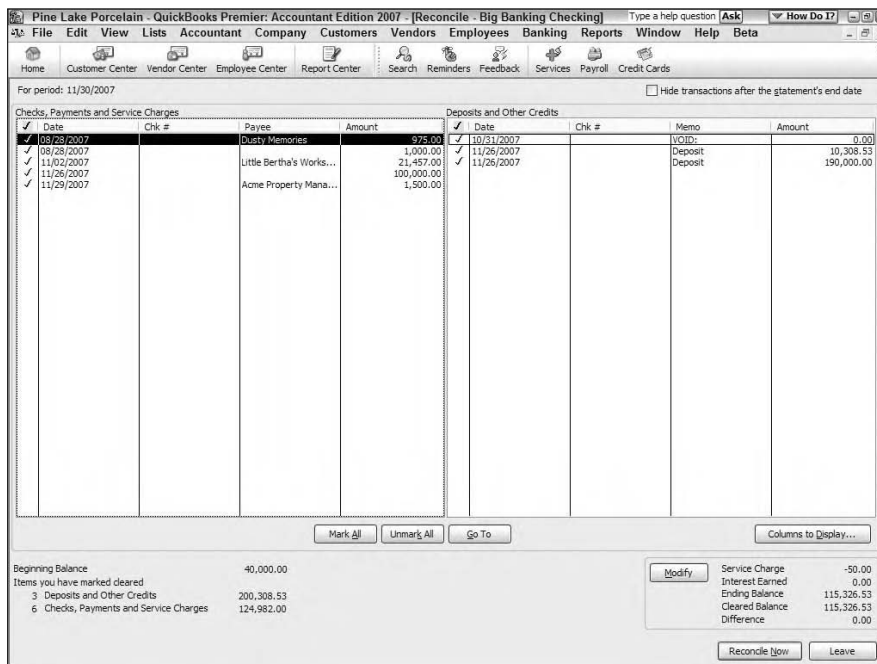 Pine Lake Porcelain - QuickBooks Premier: Accountant Edition 2007 - [Reconcile - Big Banking Checking]
Type a help question Ask
How Do I?
File Edit View Lists Accountant Company Customers Vendors Employees Banking Reports Window Help Beta
Home Customer Center Vendor Center Employee Center Report Center Search Reminders Feedback Services Payroll Credit Cards
For period: 11/30/2007
Hide transactions after the statement's end date
Checks, Payments and Service Charges
✓ Date Chk # Payee Amount
✓ 08/28/2007 Dusty Memories 975.00
✓ 08/28/2007 1,000.00
✓ 11/02/2007 Little Bertha's Works... 21,457.00
✓ 11/26/2007 100,000.00
✓ 11/29/2007 Acme Property Mana... 1,500.00
Deposits and Other Credits
✓ Date Chk # Memo Amount
✓ 10/31/2007 VOID: 0.00
✓ 11/26/2007 Deposit 10,308.53
✓ 11/26/2007 Deposit 190,000.00
Mark All Unmark All Go To Columns to Display...
Beginning Balance 40,000.00
Items you have marked cleared
3 Deposits and Other Credits 200,308.53
6 Checks, Payments and Service Charges 124,982.00
Modify
Service Charge -50.00
Interest Earned 0.00
Ending Balance 115,326.53
Cleared Balance 115,326.53
Difference 0.00
Reconcile Now Leave